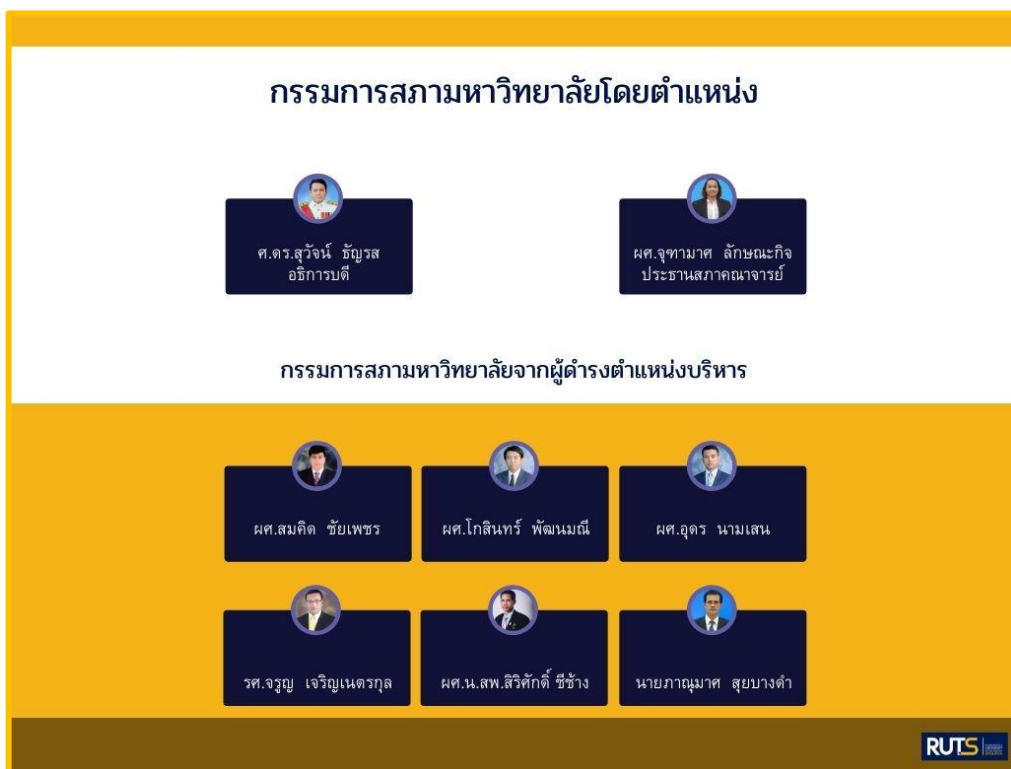 กรรมการสภามหาวิทยาลัยโดยตำแหน่ง
ศ.ดร.สุวัจน์ ธัญรส
อธิการบดี
ผศ.จุฑามาศ ลักษณะกิจ
ประธานสภาคณาจารย์
กรรมการสภามหาวิทยาลัยจากผู้ดำรงตำแหน่งบริหาร
ผศ.สมคิด ชัยเพชร
ผศ.โกสินทร์ พัฒนมณี
ผศ.อุดร นามเสน
รศ.จรูญ เจริญเนตรกุล
ผศ.น.สพ.สิริศักดิ์ ชีช้าง
นายภาณุมาศ สุยบางดำ
RUTS